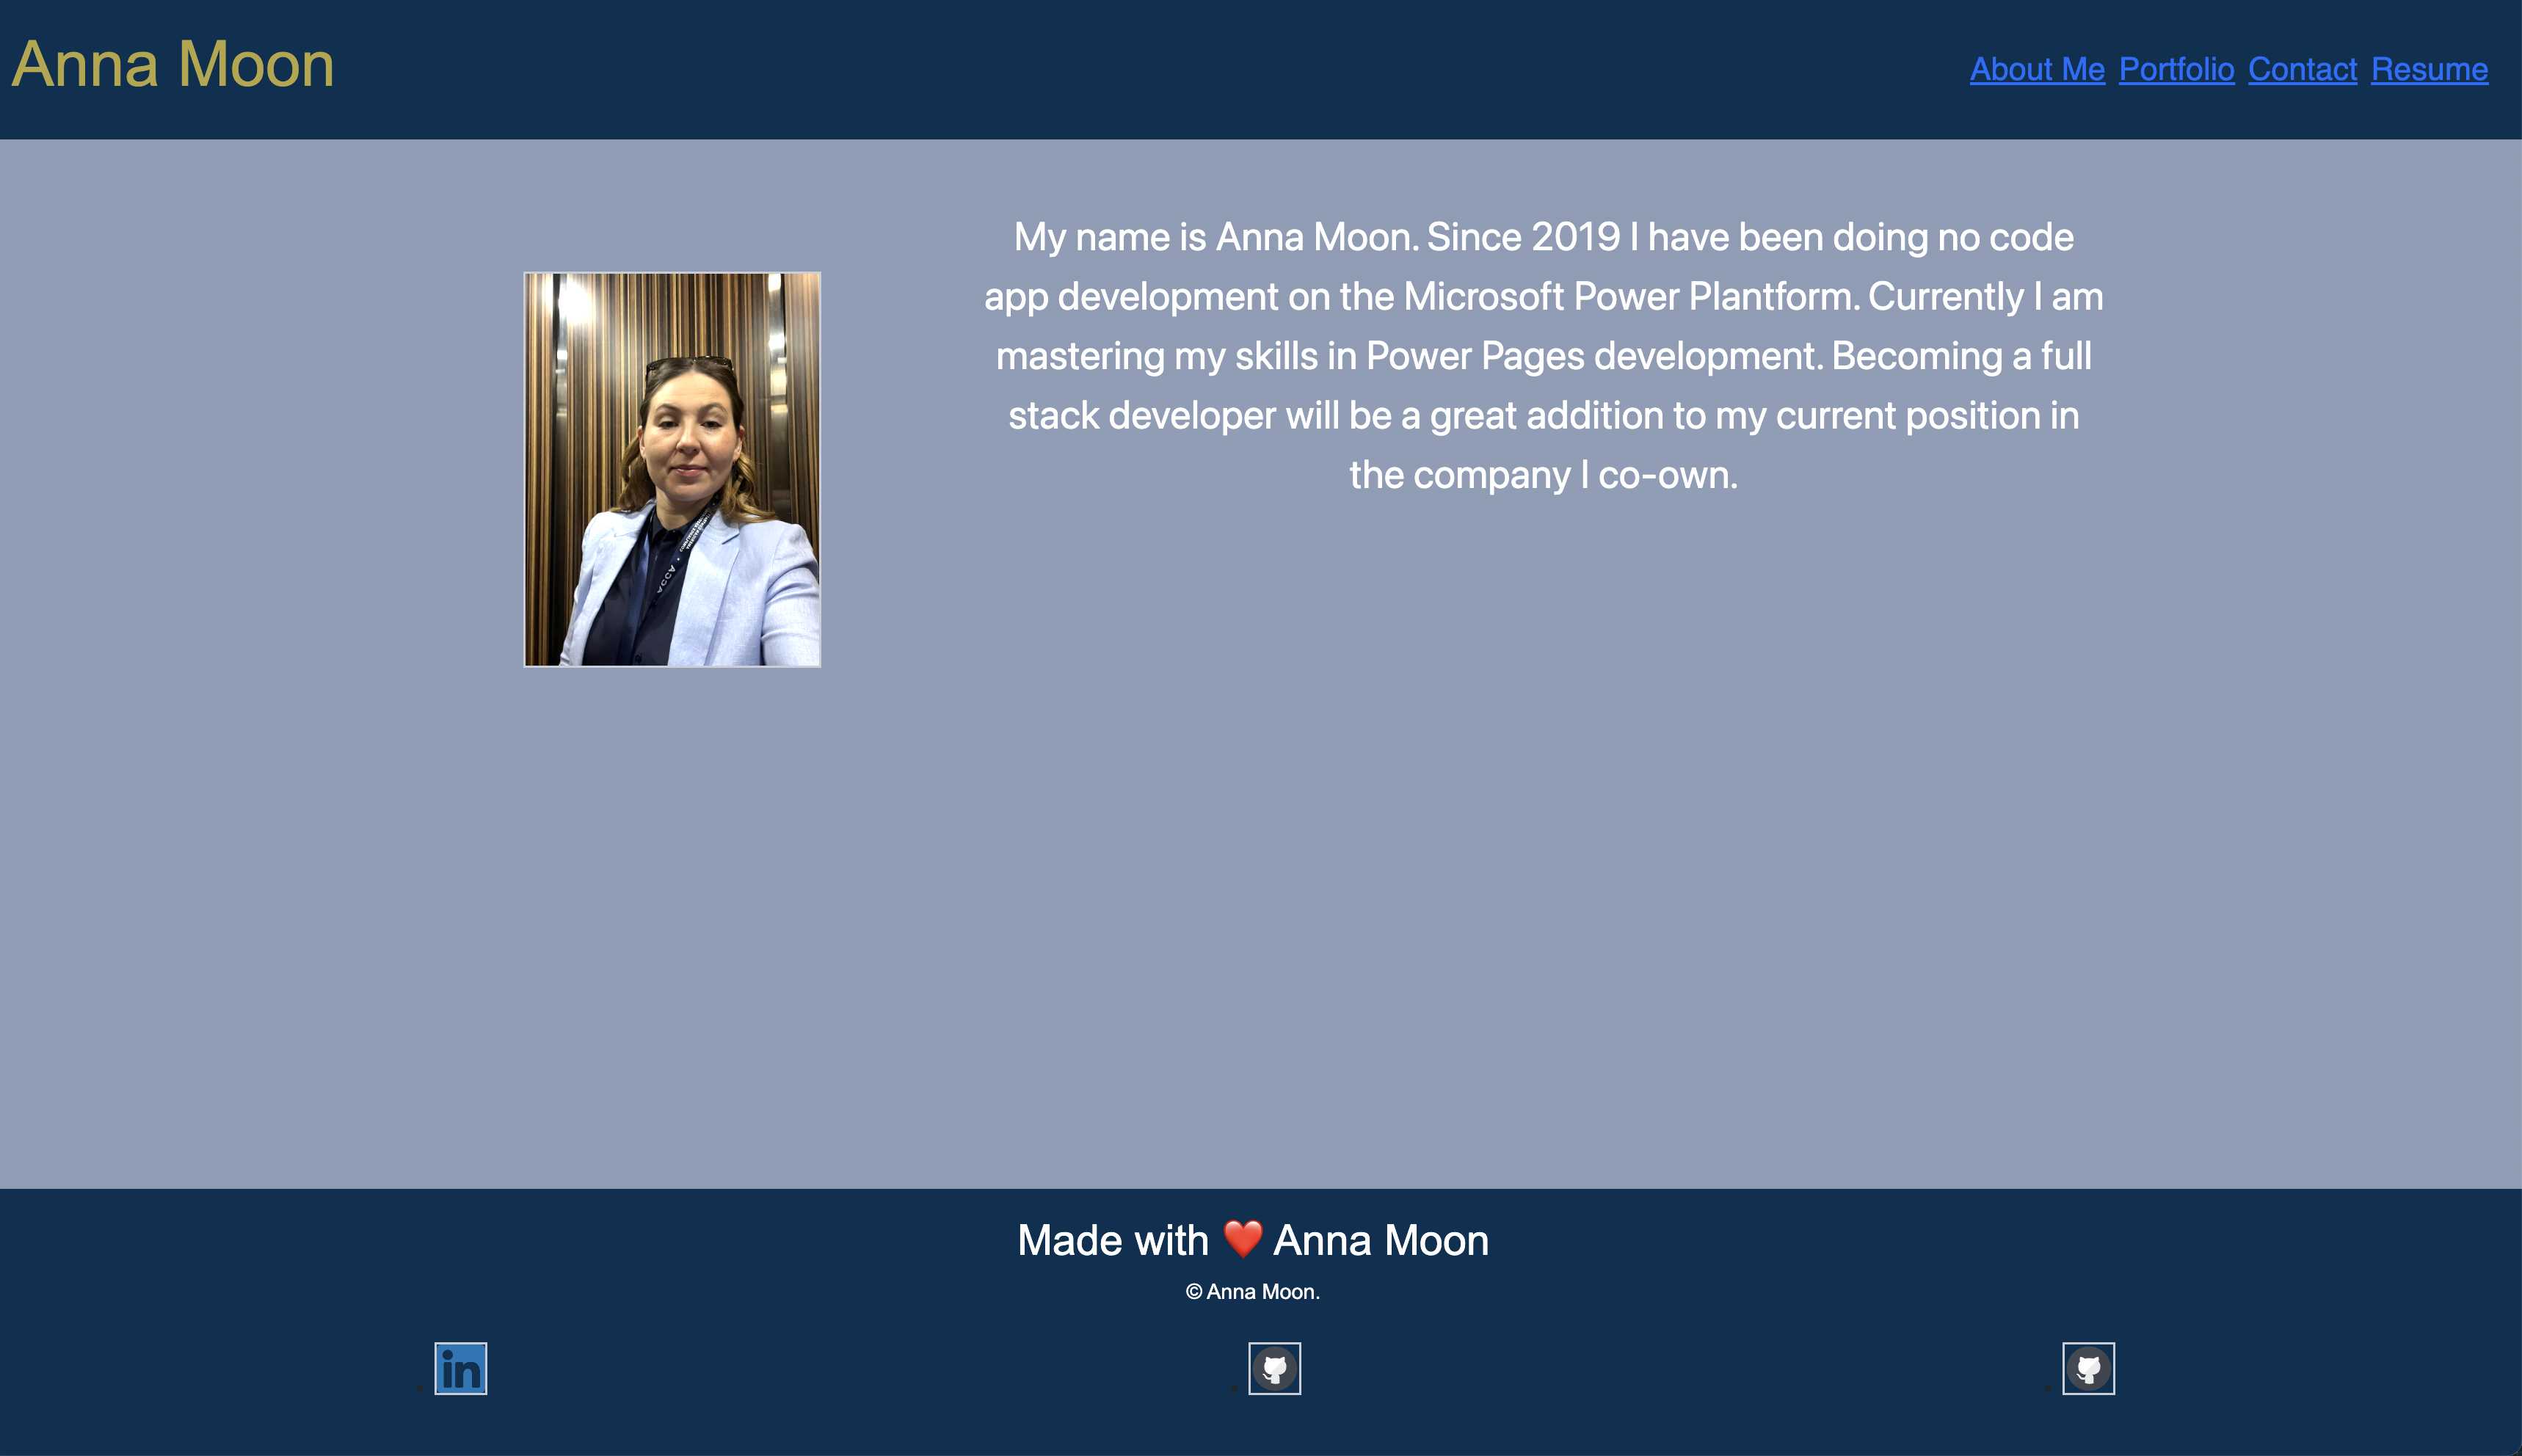 Anna Moon
About Me Portfolio Contact Resume
My name is Anna Moon. Since 2019 I have been doing no code
app development on the Microsoft Power Plantform. Currently I am
mastering my skills in Power Pages development. Becoming a full
stack developer will be a great addition to my current position in
the company I co-own.
ACCA
Made with ❤️ Anna Moon
© Anna Moon.
in